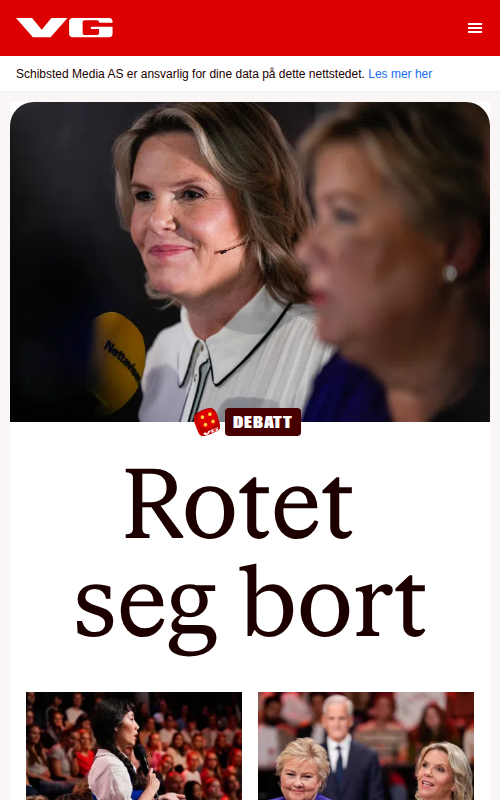 VG
Schibsted Media AS er ansvarlig for dine data på dette nettstedet. Les mer her
DEBATT
Rotet
seg bort